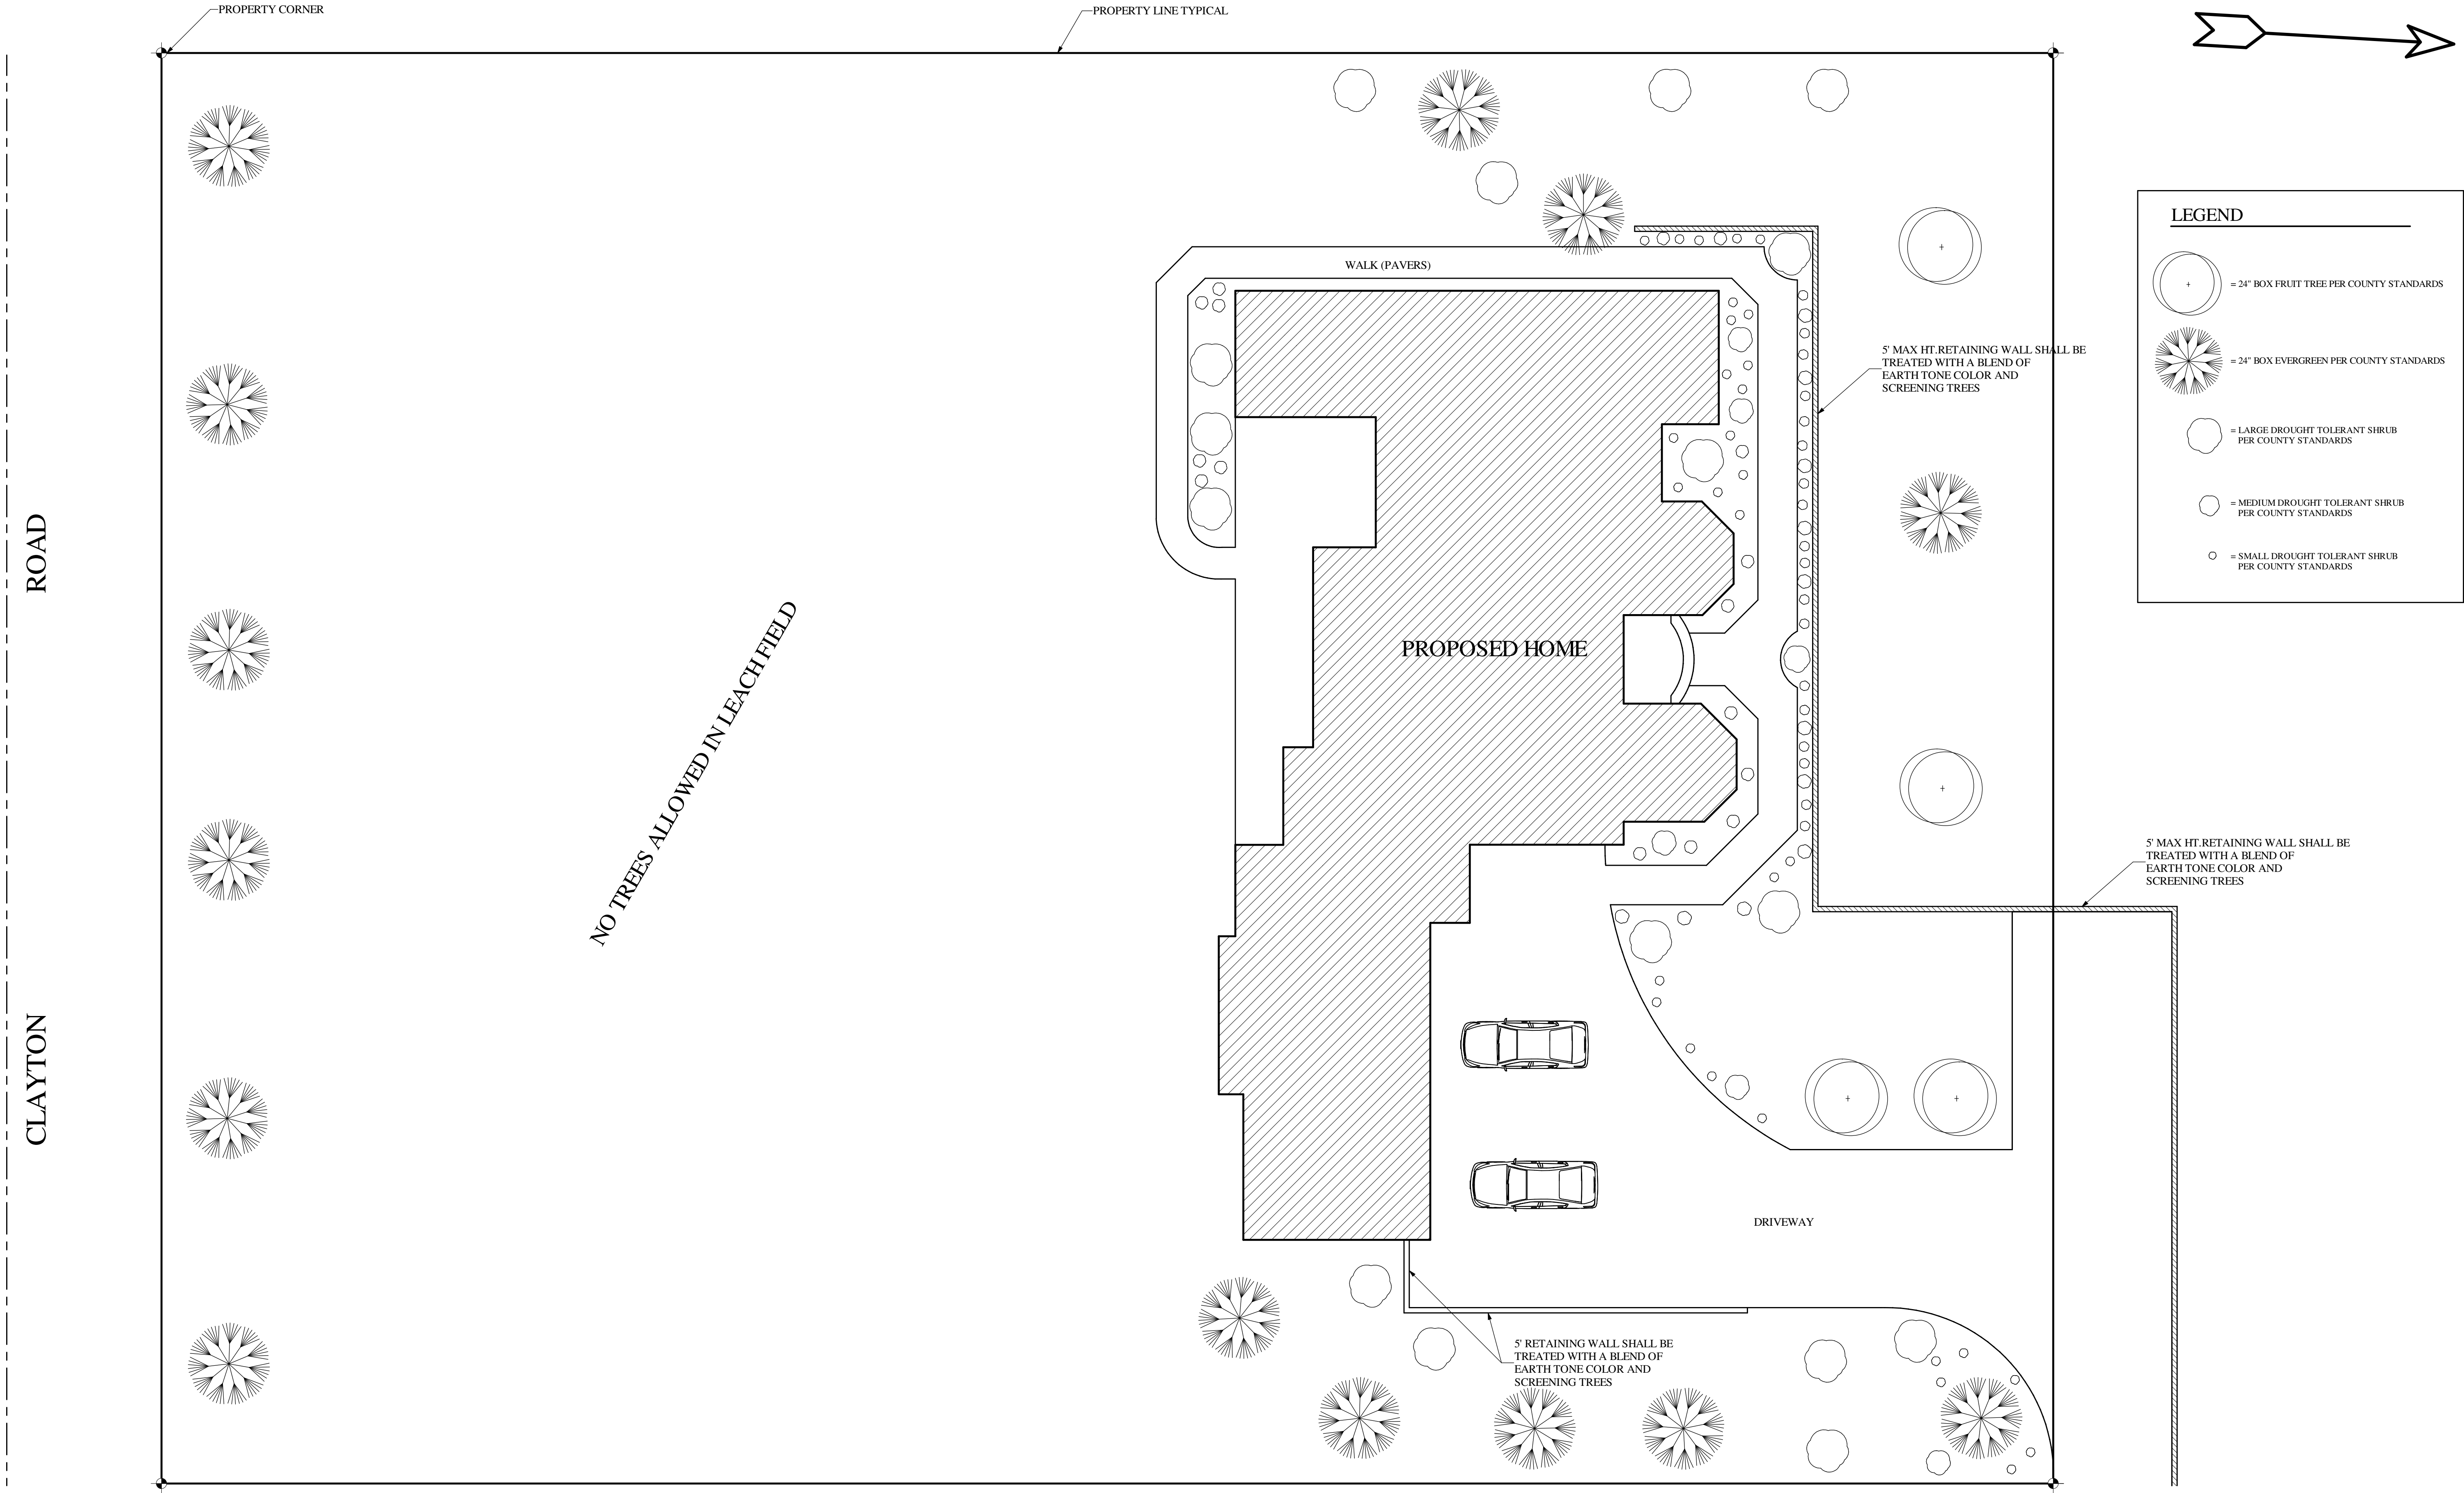 PROPERTY CORNER
PROPERTY LINE TYPICAL
LEGEND
= 24" BOX FRUIT TREE PER COUNTY STANDARDS
= 24" BOX EVERGREEN PER COUNTY STANDARDS
= LARGE DROUGHT TOLERANT SHRUB
PER COUNTY STANDARDS
= MEDIUM DROUGHT TOLERANT SHRUB
PER COUNTY STANDARDS
= SMALL DROUGHT TOLERANT SHRUB
PER COUNTY STANDARDS
WALK (PAVERS)
5' MAX HT.RETAINING WALL SHALL BE
TREATED WITH A BLEND OF
EARTH TONE COLOR AND
SCREENING TREES
CLAYTON ROAD
NO TREES ALLOWED IN LEACH FIELD
PROPOSED HOME
5' MAX HT.RETAINING WALL SHALL BE
TREATED WITH A BLEND OF
EARTH TONE COLOR AND
SCREENING TREES
DRIVEWAY
5' RETAINING WALL SHALL BE
TREATED WITH A BLEND OF
EARTH TONE COLOR AND
SCREENING TREES